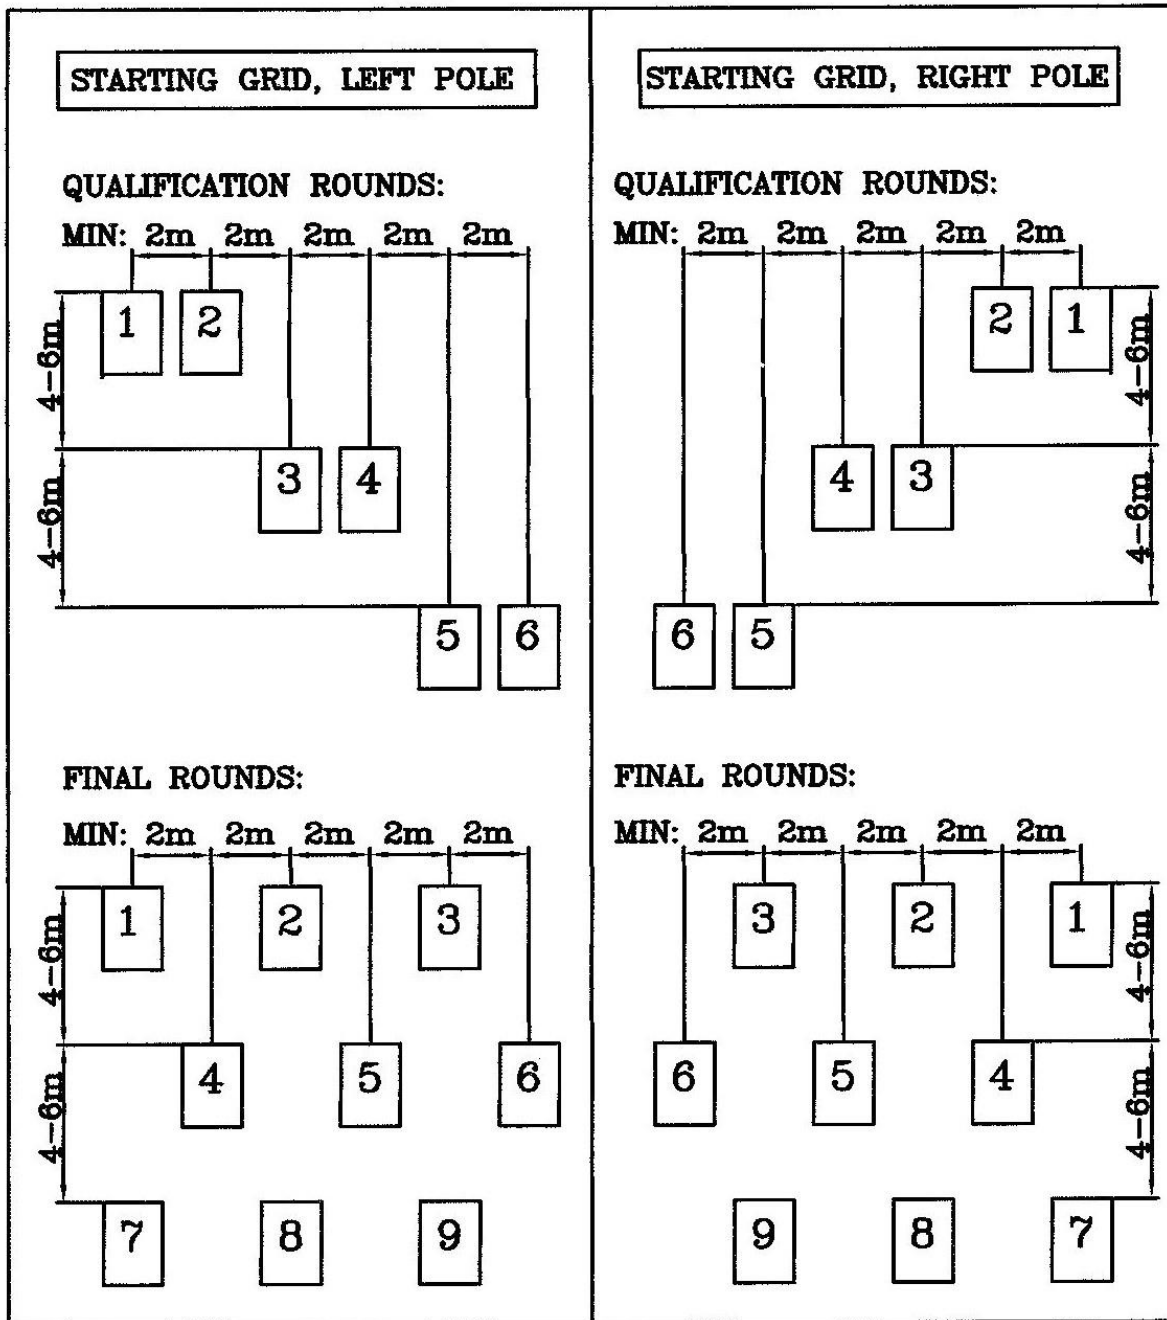 STARTING GRID, LEFT POLE
QUALIFICATION ROUNDS:
MIN: 2m 2m 2m 2m 2m
1 2
4-6m
3 4
4-6m
5 6
FINAL ROUNDS:
MIN: 2m 2m 2m 2m 2m
1 2 3
4-6m
4 5 6
4-6m
7 8 9
STARTING GRID, RIGHT POLE
QUALIFICATION ROUNDS:
MIN: 2m 2m 2m 2m 2m
2 1
4-6m
4 3
4-6m
6 5
FINAL ROUNDS:
MIN: 2m 2m 2m 2m 2m
3 2 1
4-6m
6 5 4
4-6m
9 8 7